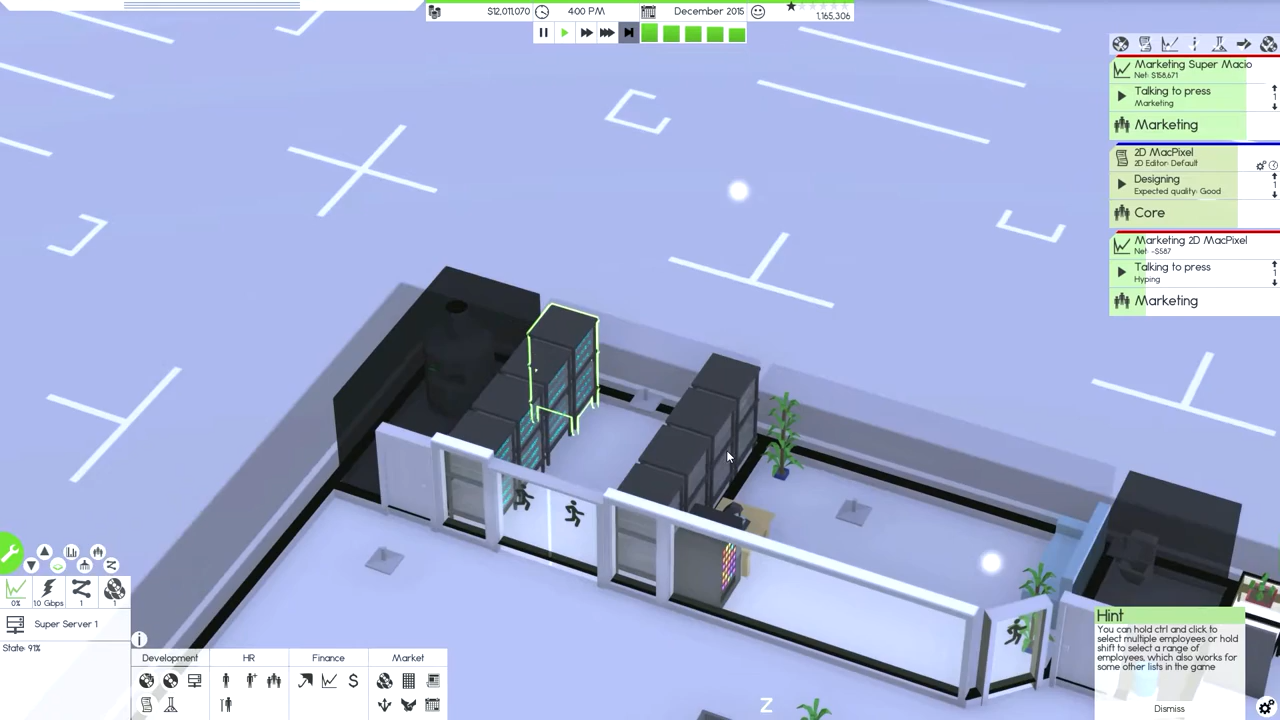 $12,011,070
4:00 PM
December 2015
1,165,306
Marketing Super Macio
Net: $158,671
Talking to press
Marketing
1
Marketing
2D MacPixel
2D Editor: Default
Designing
Expected quality: Good
1
Core
Marketing 2D MacPixel
Net: -$587
Talking to press
Hyping
1
Marketing
0%
10 Gbps
1
1
Super Server 1
State: 91%
i
Development
HR
Finance
Market
Z
Hint
You can hold ctrl and click to
select multiple employees or hold
shift to select a range of
employees, which also works for
some other lists in the game
Dismiss